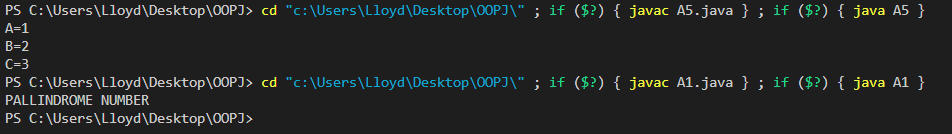 PS C:\Users\Lloyd\Desktop\OOPJ> cd "c:\Users\Lloyd\Desktop\OOPJ\" ; if ($?) { javac A5.java } ; if ($?) { java A5 }
A=1
B=2
C=3
PS C:\Users\Lloyd\Desktop\OOPJ> cd "c:\Users\Lloyd\Desktop\OOPJ\" ; if ($?) { javac A1.java } ; if ($?) { java A1 }
PALLINDROME NUMBER
PS C:\Users\Lloyd\Desktop\OOPJ>